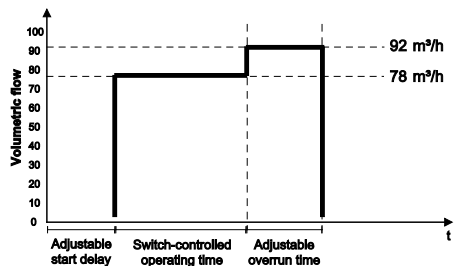 100
90
80
70
60
50
40
30
20
10
0
Volumetric flow
92 m³/h
78 m³/h
t
Adjustable
start delay
Switch-controlled
operating time
Adjustable
overrun time